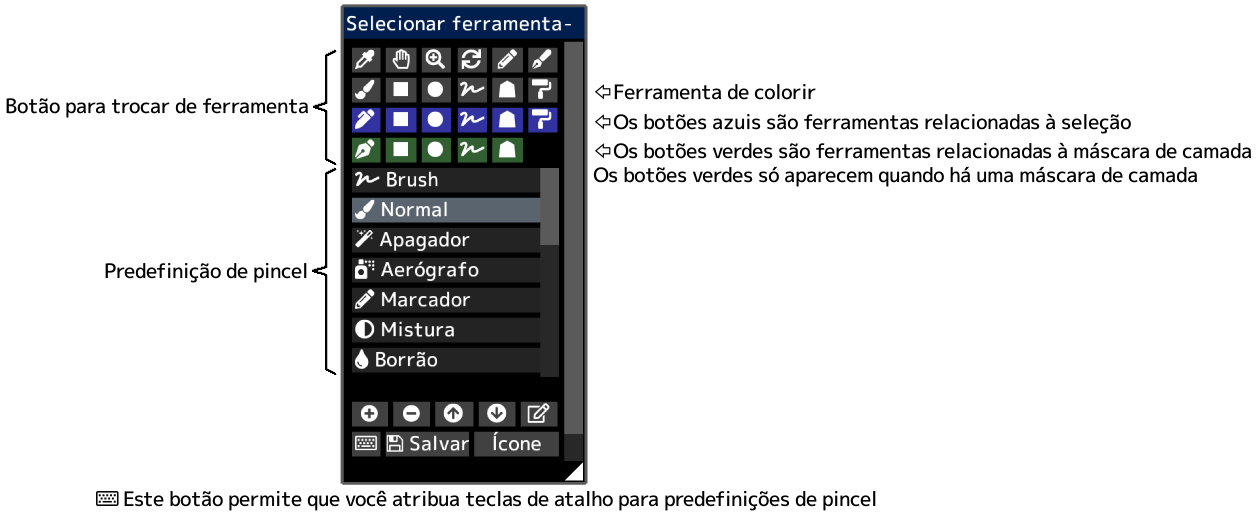 Selecionar ferramenta-
Botão para trocar de ferramenta
Ferramenta de colorir
Os botões azuis são ferramentas relacionadas à seleção
Os botões verdes são ferramentas relacionadas à máscara de camada
Os botões verdes só aparecem quando há uma máscara de camada
Predefinição de pincel
Brush
Normal
Apagador
Aerógrafo
Marcador
Mistura
Borrão
Salvar
Ícone
Este botão permite que você atribua teclas de atalho para predefinições de pincel